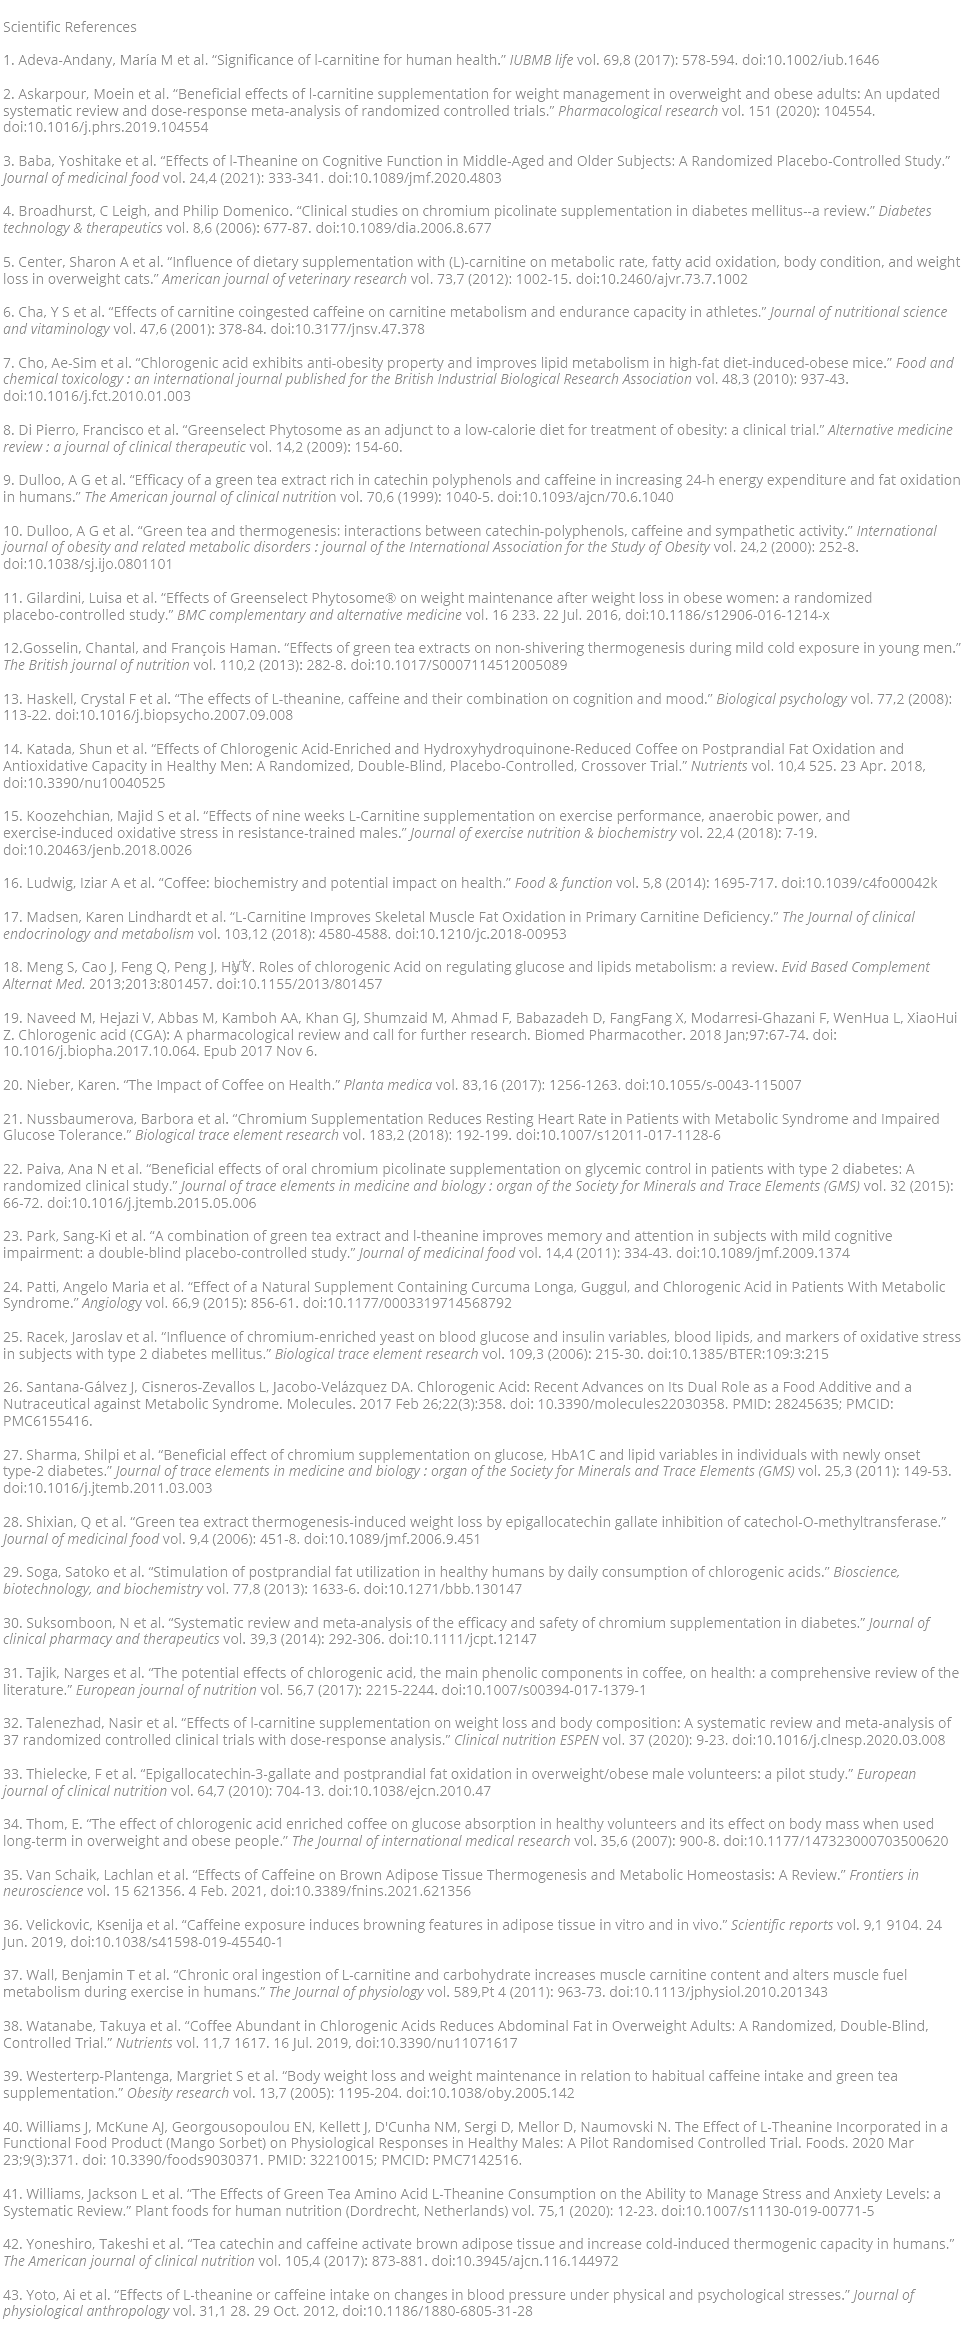 Scientific References
1. Adeva-Andany, María M et al. “Significance of l-carnitine for human health.” IUBMB life vol. 69,8 (2017): 578-594. doi:10.1002/iub.1646
2. Askarpour, Moein et al. “Beneficial effects of l-carnitine supplementation for weight management in overweight and obese adults: An updated
systematic review and dose-response meta-analysis of randomized controlled trials.” Pharmacological research vol. 151 (2020): 104554.
doi:10.1016/j.phrs.2019.104554
3. Baba, Yoshitake et al. “Effects of l-Theanine on Cognitive Function in Middle-Aged and Older Subjects: A Randomized Placebo-Controlled Study.”
Journal of medicinal food vol. 24,4 (2021): 333-341. doi:10.1089/jmf.2020.4803
4. Broadhurst, C Leigh, and Philip Domenico. “Clinical studies on chromium picolinate supplementation in diabetes mellitus--a review.” Diabetes
technology & therapeutics vol. 8,6 (2006): 677-87. doi:10.1089/dia.2006.8.677
5. Center, Sharon A et al. “Influence of dietary supplementation with (L)-carnitine on metabolic rate, fatty acid oxidation, body condition, and weight
loss in overweight cats.” American journal of veterinary research vol. 73,7 (2012): 1002-15. doi:10.2460/ajvr.73.7.1002
6. Cha, Y S et al. “Effects of carnitine coingested caffeine on carnitine metabolism and endurance capacity in athletes.” Journal of nutritional science
and vitaminology vol. 47,6 (2001): 378-84. doi:10.3177/jnsv.47.378
7. Cho, Ae-Sim et al. “Chlorogenic acid exhibits anti-obesity property and improves lipid metabolism in high-fat diet-induced-obese mice.” Food and
chemical toxicology : an international journal published for the British Industrial Biological Research Association vol. 48,3 (2010): 937-43.
doi:10.1016/j.fct.2010.01.003
8. Di Pierro, Francisco et al. “Greenselect Phytosome as an adjunct to a low-calorie diet for treatment of obesity: a clinical trial.” Alternative medicine
review : a journal of clinical therapeutic vol. 14,2 (2009): 154-60.
9. Dulloo, A G et al. “Efficacy of a green tea extract rich in catechin polyphenols and caffeine in increasing 24-h energy expenditure and fat oxidation
in humans.” The American journal of clinical nutrition vol. 70,6 (1999): 1040-5. doi:10.1093/ajcn/70.6.1040
10. Dulloo, A G et al. “Green tea and thermogenesis: interactions between catechin-polyphenols, caffeine and sympathetic activity.” International
journal of obesity and related metabolic disorders : journal of the International Association for the Study of Obesity vol. 24,2 (2000): 252-8.
doi:10.1038/sj.ijo.0801101
11. Gilardini, Luisa et al. “Effects of Greenselect Phytosome® on weight maintenance after weight loss in obese women: a randomized
placebo-controlled study.” BMC complementary and alternative medicine vol. 16 233. 22 Jul. 2016, doi:10.1186/s12906-016-1214-x
12.Gosselin, Chantal, and François Haman. “Effects of green tea extracts on non-shivering thermogenesis during mild cold exposure in young men.”
The British journal of nutrition vol. 110,2 (2013): 282-8. doi:10.1017/S0007114512005089
13. Haskell, Crystal F et al. “The effects of L-theanine, caffeine and their combination on cognition and mood.” Biological psychology vol. 77,2 (2008):
113-22. doi:10.1016/j.biopsycho.2007.09.008
14. Katada, Shun et al. “Effects of Chlorogenic Acid-Enriched and Hydroxyhydroquinone-Reduced Coffee on Postprandial Fat Oxidation and
Antioxidative Capacity in Healthy Men: A Randomized, Double-Blind, Placebo-Controlled, Crossover Trial.” Nutrients vol. 10,4 525. 23 Apr. 2018,
doi:10.3390/nu10040525
15. Koozehchian, Majid S et al. “Effects of nine weeks L-Carnitine supplementation on exercise performance, anaerobic power, and
exercise-induced oxidative stress in resistance-trained males.” Journal of exercise nutrition & biochemistry vol. 22,4 (2018): 7-19.
doi:10.20463/jenb.2018.0026
16. Ludwig, Iziar A et al. “Coffee: biochemistry and potential impact on health.” Food & function vol. 5,8 (2014): 1695-717. doi:10.1039/c4fo00042k
17. Madsen, Karen Lindhardt et al. “L-Carnitine Improves Skeletal Muscle Fat Oxidation in Primary Carnitine Deficiency.” The Journal of clinical
endocrinology and metabolism vol. 103,12 (2018): 4580-4588. doi:10.1210/jc.2018-00953
18. Meng S, Cao J, Feng Q, Peng J, Y. Roles of chlorogenic Acid on regulating glucose and lipids metabolism: a review. Evid Based Complement
Alternat Med. 2013;2013:801457. doi:10.1155/2013/801457
19. Naveed M, Hejazi V, Abbas M, Kamboh AA, Khan GJ, Shumzaid M, Ahmad F, Babazadeh D, FangFang X, Modarresi-Ghazani F, WenHua L, XiaoHui
Z. Chlorogenic acid (CGA): A pharmacological review and call for further research. Biomed Pharmacother. 2018 Jan;97:67-74. doi:
10.1016/j.biopha.2017.10.064. Epub 2017 Nov 6.
20. Nieber, Karen. “The Impact of Coffee on Health.” Planta medica vol. 83,16 (2017): 1256-1263. doi:10.1055/s-0043-115007
21. Nussbaumerova, Barbora et al. “Chromium Supplementation Reduces Resting Heart Rate in Patients with Metabolic Syndrome and Impaired
Glucose Tolerance.” Biological trace element research vol. 183,2 (2018): 192-199. doi:10.1007/s12011-017-1128-6
22. Paiva, Ana N et al. “Beneficial effects of oral chromium picolinate supplementation on glycemic control in patients with type 2 diabetes: A
randomized clinical study.” Journal of trace elements in medicine and biology : organ of the Society for Minerals and Trace Elements (GMS) vol. 32 (2015):
66-72. doi:10.1016/j.jtemb.2015.05.006
23. Park, Sang-Ki et al. “A combination of green tea extract and l-theanine improves memory and attention in subjects with mild cognitive
impairment: a double-blind placebo-controlled study.” Journal of medicinal food vol. 14,4 (2011): 334-43. doi:10.1089/jmf.2009.1374
24. Patti, Angelo Maria et al. “Effect of a Natural Supplement Containing Curcuma Longa, Guggul, and Chlorogenic Acid in Patients With Metabolic
Syndrome.” Angiology vol. 66,9 (2015): 856-61. doi:10.1177/0003319714568792
25. Racek, Jaroslav et al. “Influence of chromium-enriched yeast on blood glucose and insulin variables, blood lipids, and markers of oxidative stress
in subjects with type 2 diabetes mellitus.” Biological trace element research vol. 109,3 (2006): 215-30. doi:10.1385/BTER:109:3:215
26. Santana-Gálvez J, Cisneros-Zevallos L, Jacobo-Velázquez DA. Chlorogenic Acid: Recent Advances on Its Dual Role as a Food Additive and a
Nutraceutical against Metabolic Syndrome. Molecules. 2017 Feb 26;22(3):358. doi: 10.3390/molecules22030358. PMID: 28245635; PMCID:
PMC6155416.
27. Sharma, Shilpi et al. “Beneficial effect of chromium supplementation on glucose, HbA1C and lipid variables in individuals with newly onset
type-2 diabetes.” Journal of trace elements in medicine and biology : organ of the Society for Minerals and Trace Elements (GMS) vol. 25,3 (2011): 149-53.
doi:10.1016/j.jtemb.2011.03.003
28. Shixian, Q et al. “Green tea extract thermogenesis-induced weight loss by epigallocatechin gallate inhibition of catechol-O-methyltransferase.”
Journal of medicinal food vol. 9,4 (2006): 451-8. doi:10.1089/jmf.2006.9.451
29. Soga, Satoko et al. “Stimulation of postprandial fat utilization in healthy humans by daily consumption of chlorogenic acids.” Bioscience,
biotechnology, and biochemistry vol. 77,8 (2013): 1633-6. doi:10.1271/bbb.130147
30. Suksomboon, N et al. “Systematic review and meta-analysis of the efficacy and safety of chromium supplementation in diabetes.” Journal of
clinical pharmacy and therapeutics vol. 39,3 (2014): 292-306. doi:10.1111/jcpt.12147
31. Tajik, Narges et al. “The potential effects of chlorogenic acid, the main phenolic components in coffee, on health: a comprehensive review of the
literature.” European journal of nutrition vol. 56,7 (2017): 2215-2244. doi:10.1007/s00394-017-1379-1
32. Talenezhad, Nasir et al. “Effects of l-carnitine supplementation on weight loss and body composition: A systematic review and meta-analysis of
37 randomized controlled clinical trials with dose-response analysis.” Clinical nutrition ESPEN vol. 37 (2020): 9-23. doi:10.1016/j.clnesp.2020.03.008
33. Thielecke, F et al. “Epigallocatechin-3-gallate and postprandial fat oxidation in overweight/obese male volunteers: a pilot study.” European
journal of clinical nutrition vol. 64,7 (2010): 704-13. doi:10.1038/ejcn.2010.47
34. Thom, E. “The effect of chlorogenic acid enriched coffee on glucose absorption in healthy volunteers and its effect on body mass when used
long-term in overweight and obese people.” The Journal of international medical research vol. 35,6 (2007): 900-8. doi:10.1177/147323000703500620
35. Van Schaik, Lachlan et al. “Effects of Caffeine on Brown Adipose Tissue Thermogenesis and Metabolic Homeostasis: A Review.” Frontiers in
neuroscience vol. 15 621356. 4 Feb. 2021, doi:10.3389/fnins.2021.621356
36. Velickovic, Ksenija et al. “Caffeine exposure induces browning features in adipose tissue in vitro and in vivo.” Scientific reports vol. 9,1 9104. 24
Jun. 2019, doi:10.1038/s41598-019-45540-1
37. Wall, Benjamin T et al. “Chronic oral ingestion of L-carnitine and carbohydrate increases muscle carnitine content and alters muscle fuel
metabolism during exercise in humans.” The Journal of physiology vol. 589,Pt 4 (2011): 963-73. doi:10.1113/jphysiol.2010.201343
38. Watanabe, Takuya et al. “Coffee Abundant in Chlorogenic Acids Reduces Abdominal Fat in Overweight Adults: A Randomized, Double-Blind,
Controlled Trial.” Nutrients vol. 11,7 1617. 16 Jul. 2019, doi:10.3390/nu11071617
39. Westerterp-Plantenga, Margriet S et al. “Body weight loss and weight maintenance in relation to habitual caffeine intake and green tea
supplementation.” Obesity research vol. 13,7 (2005): 1195-204. doi:10.1038/oby.2005.142
40. Williams J, McKune AJ, Georgousopoulou EN, Kellett J, D'Cunha NM, Sergi D, Mellor D, Naumovski N. The Effect of L-Theanine Incorporated in a
Functional Food Product (Mango Sorbet) on Physiological Responses in Healthy Males: A Pilot Randomised Controlled Trial. Foods. 2020 Mar
23;9(3):371. doi: 10.3390/foods9030371. PMID: 32210015; PMCID: PMC7142516.
41. Williams, Jackson L et al. “The Effects of Green Tea Amino Acid L-Theanine Consumption on the Ability to Manage Stress and Anxiety Levels: a
Systematic Review.” Plant foods for human nutrition (Dordrecht, Netherlands) vol. 75,1 (2020): 12-23. doi:10.1007/s11130-019-00771-5
42. Yoneshiro, Takeshi et al. “Tea catechin and caffeine activate brown adipose tissue and increase cold-induced thermogenic capacity in humans.”
The American journal of clinical nutrition vol. 105,4 (2017): 873-881. doi:10.3945/ajcn.116.144972
43. Yoto, Ai et al. “Effects of L-theanine or caffeine intake on changes in blood pressure under physical and psychological stresses.” Journal of
physiological anthropology vol. 31,1 28. 29 Oct. 2012, doi:10.1186/1880-6805-31-28